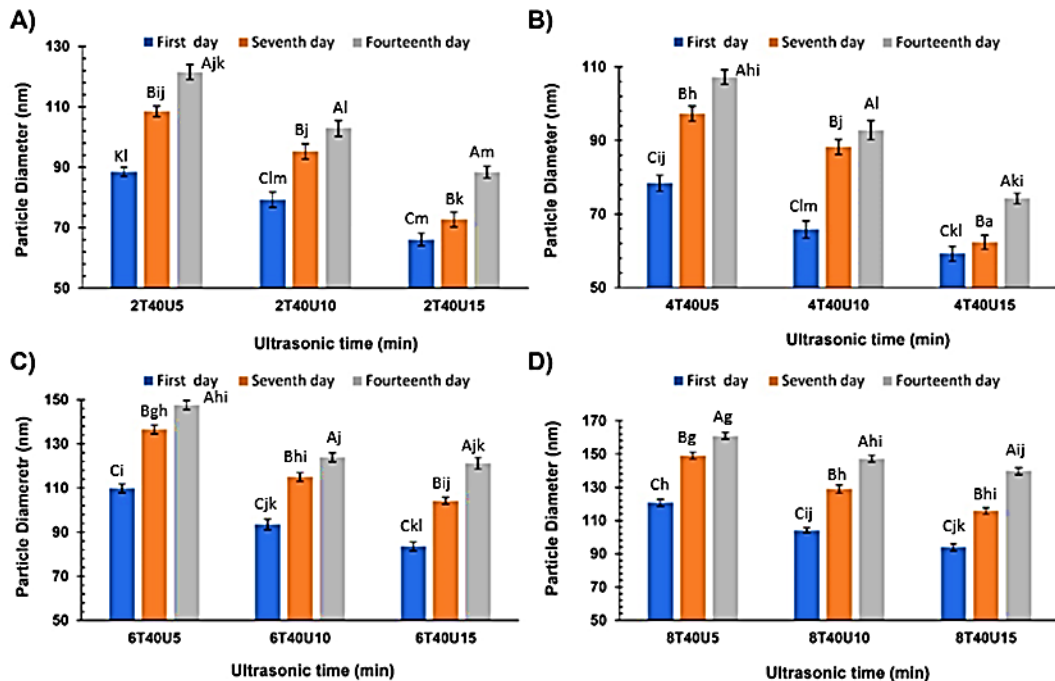 A)
First day Seventh day Fourteenth day
Particle Diameter (nm)
130
110
90
70
50
Kl
Bij
Ajk
Clm
Bj
Al
Cm
Bk
Am
2T40U5 2T40U10 2T40U15
Ultrasonic time (min)
B)
First day Seventh day Fourteenth day
Particle Diameter (nm)
110
90
70
50
Cij
Bh
Ahi
Clm
Bj
Al
Ckl
Ba
Aki
4T40U5 4T40U10 4T40U15
Ultrasonic time (min)
C)
First day Seventh day Fourteenth day
Particle Diamerotr (nm)
150
130
110
90
70
50
Ci
Bgh
Ahi
Cjk
Bhi
Aj
Ckl
Bij
Ajk
6T40U5 6T40U10 6T40U15
Ultrasonic time (min)
D)
First day Seventh day Fourteenth day
Particle Diameter (nm)
170
150
130
110
90
70
50
Ch
Bg
Ag
Cij
Bh
Ahi
Cjk
Bhi
Aij
8T40U5 8T40U10 8T40U15
Ultrasonic time (min)